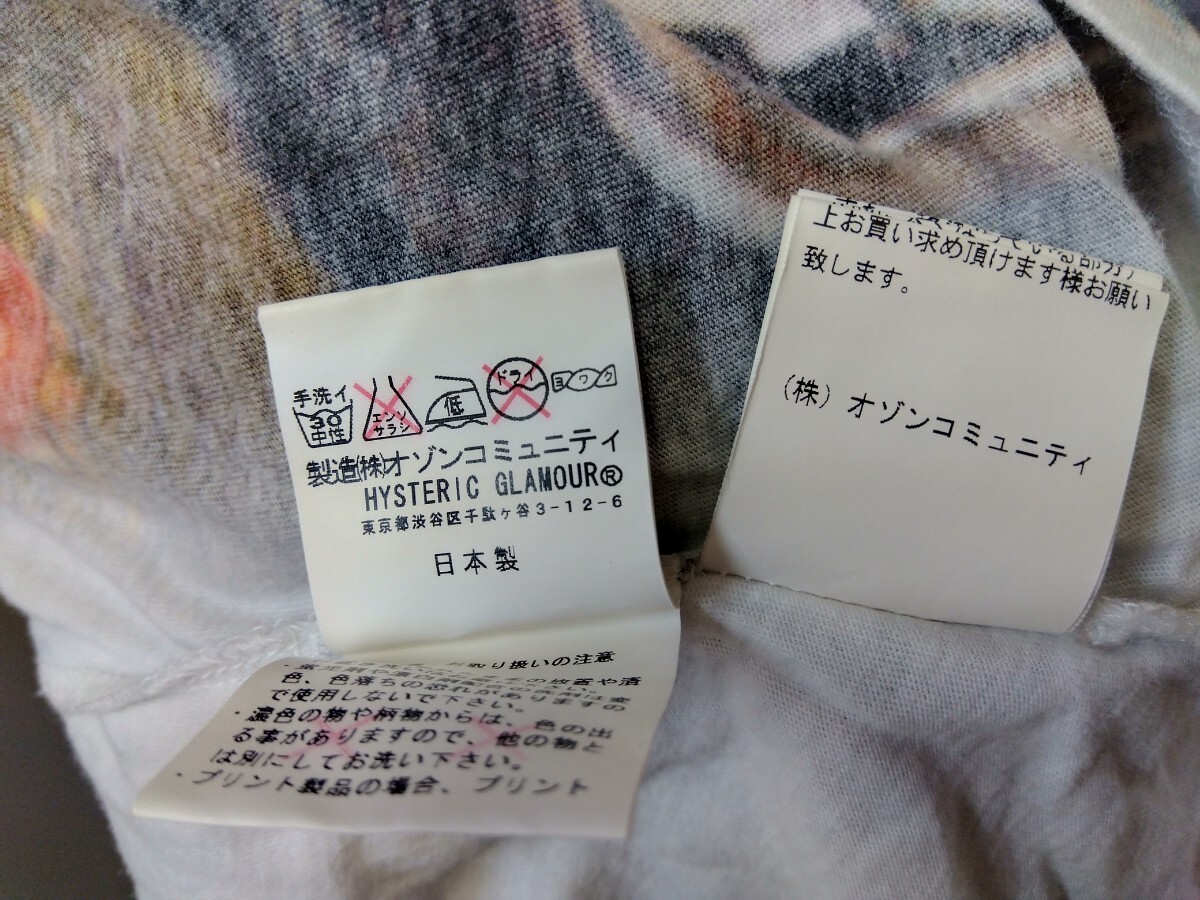 手洗イ
30
中性
エンソ
サラシ
低
ドライ
ヨワク
製造(株)オゾンコミュニティ
HYSTERIC GLAMOUR®
東京都渋谷区千駄ヶ谷3-12-6
日本製
取り扱いの注意
の放置や漬
色、色落ちの恐れがありますの
で使用しないで下さい。
・濃色の物や柄物からは、色の出
る事がありますので、他の物と
は別にしてお洗い下さい。
・プリント製品の場合、プリント
上お買い求め頂けます様お願い
致します。
(株)オゾンコミュニティ